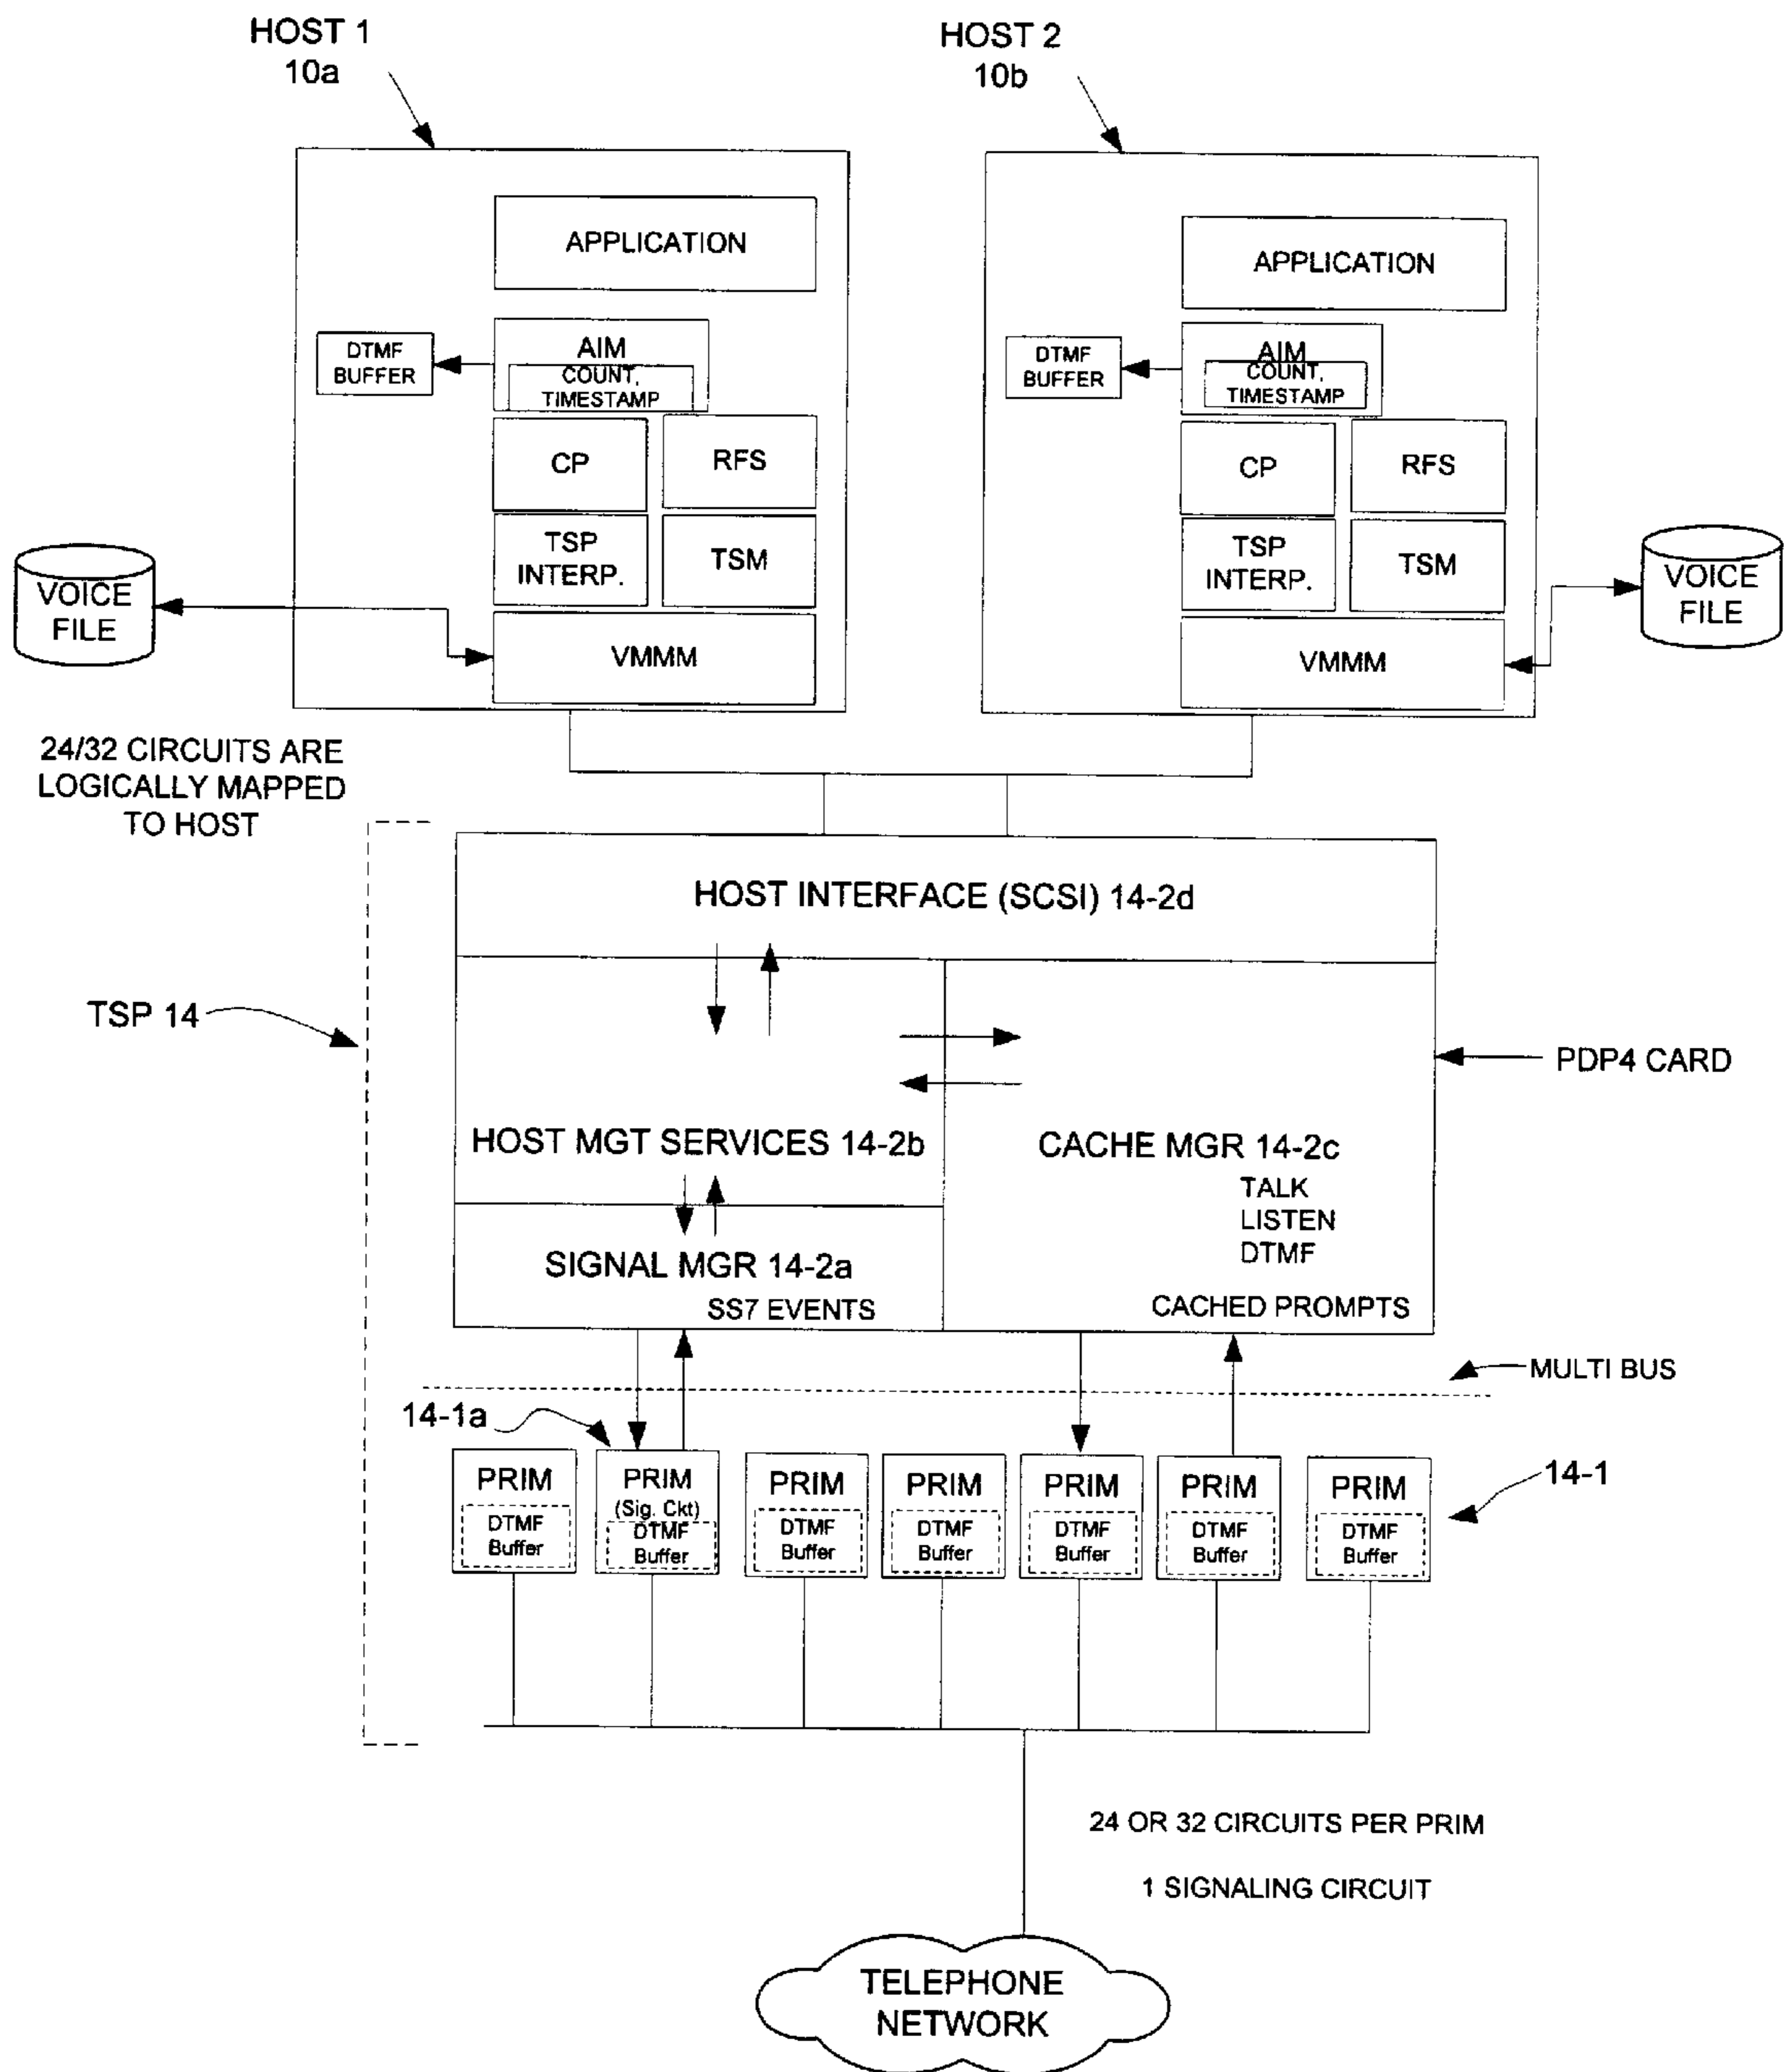 HOST 1
10a
HOST 2
10b
APPLICATION
DTMF
BUFFER
AIM
COUNT,
TIMESTAMP
CP
RFS
TSP
INTERP.
TSM
VMMM
VOICE
FILE
APPLICATION
DTMF
BUFFER
AIM
COUNT,
TIMESTAMP
CP
RFS
TSP
INTERP.
TSM
VMMM
VOICE
FILE
24/32 CIRCUITS ARE
LOGICALLY MAPPED
TO HOST
HOST INTERFACE (SCSI) 14-2d
TSP 14
PDP4 CARD
HOST MGT SERVICES 14-2b
CACHE MGR 14-2c
TALK
LISTEN
DTMF
SIGNAL MGR 14-2a
SS7 EVENTS
CACHED PROMPTS
MULTI BUS
14-1a
14-1
PRIM
DTMF
Buffer
PRIM
(Sig. Ckt)
DTMF
Buffer
PRIM
DTMF
Buffer
PRIM
DTMF
Buffer
PRIM
DTMF
Buffer
PRIM
DTMF
Buffer
PRIM
DTMF
Buffer
24 OR 32 CIRCUITS PER PRIM
1 SIGNALING CIRCUIT
TELEPHONE
NETWORK